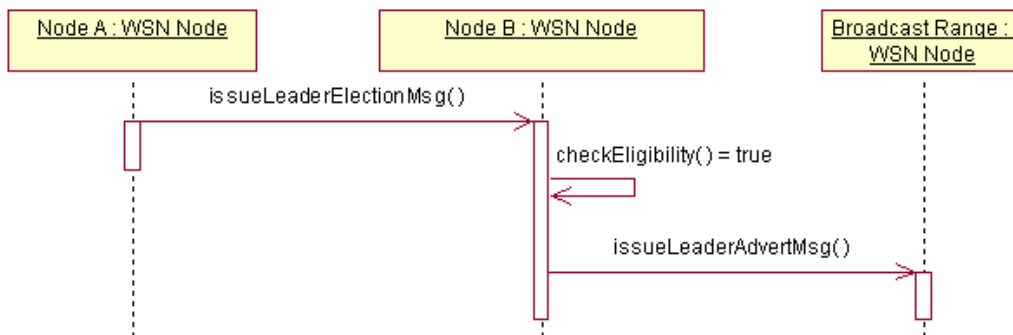 Node A : WSN Node
Node B : WSN Node
Broadcast Range :
WSN Node
issueLeaderElectionMsg()
checkEligibility() = true
issueLeaderAdvertMsg()